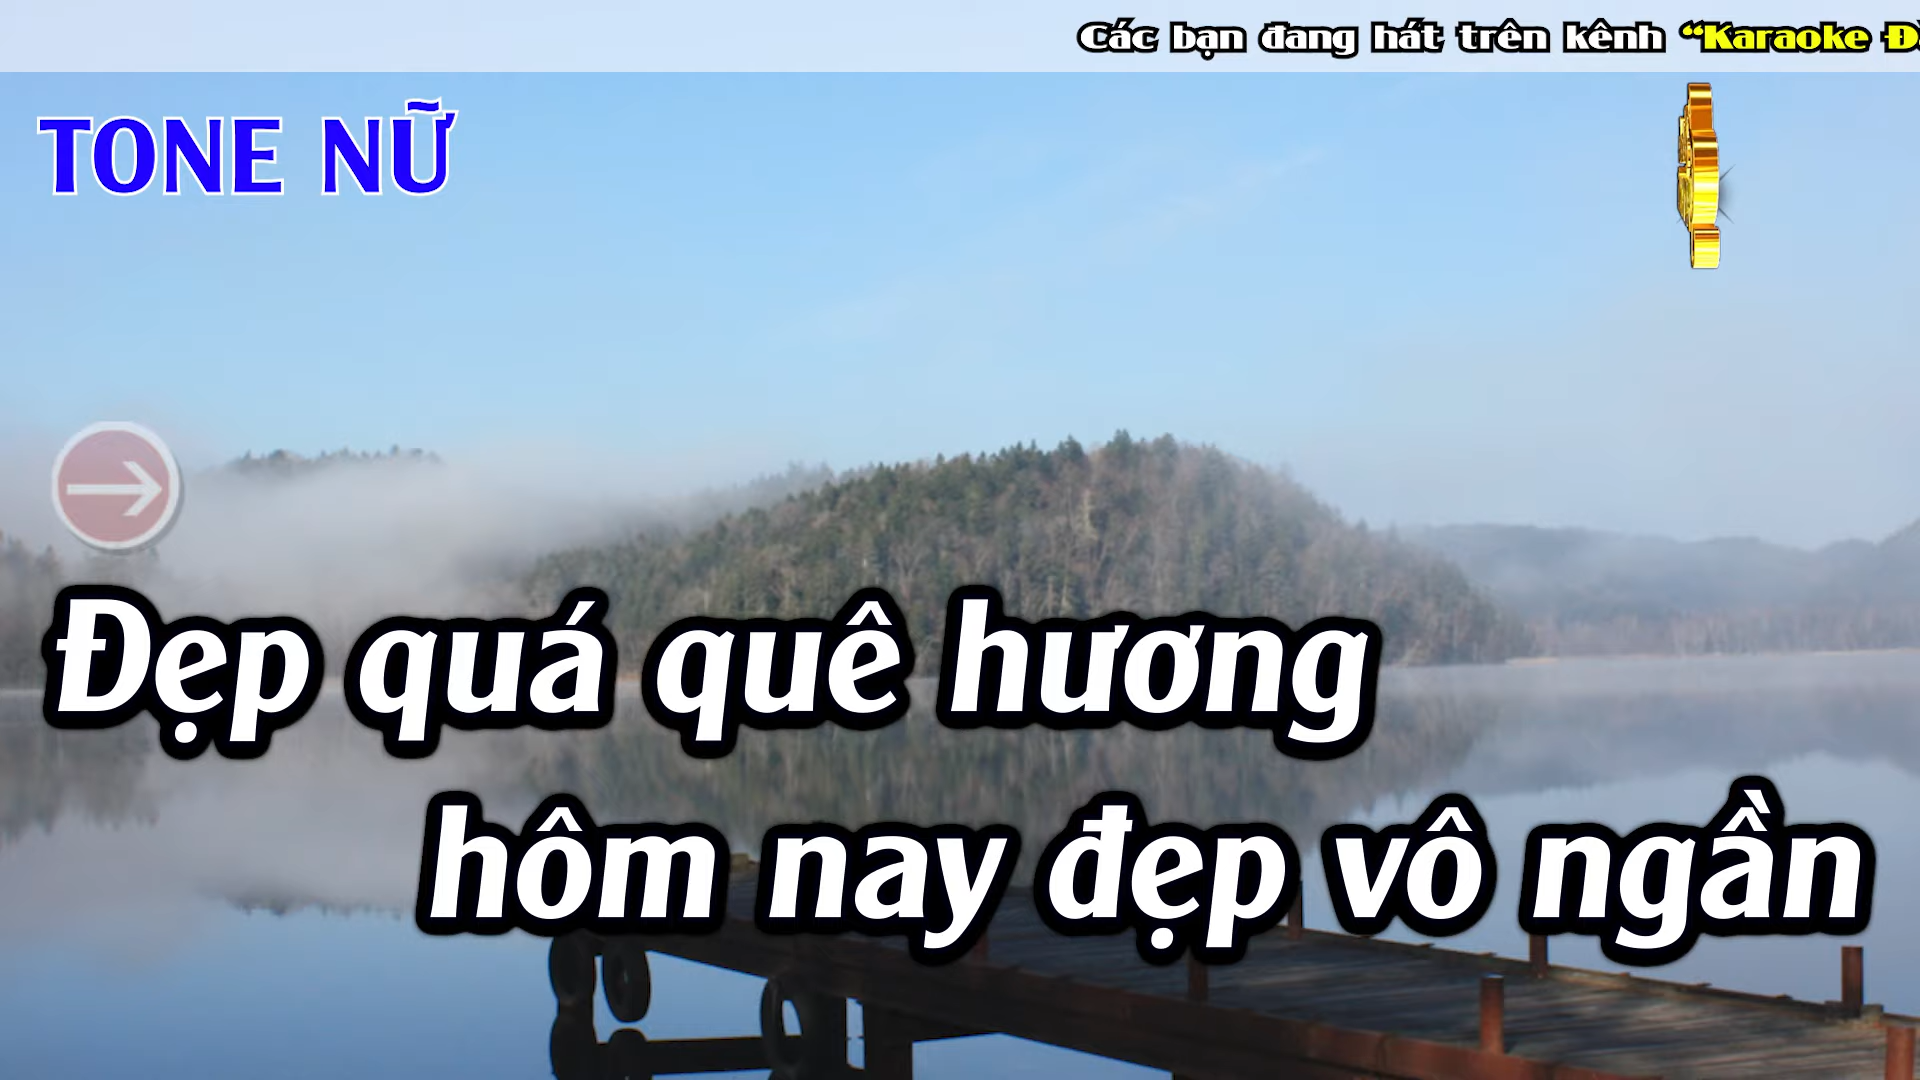 Các bạn đang hát trên kênh “Karaoke
TONE NỮ
Đẹp quá quê hương
hôm nay đẹp vô ngần